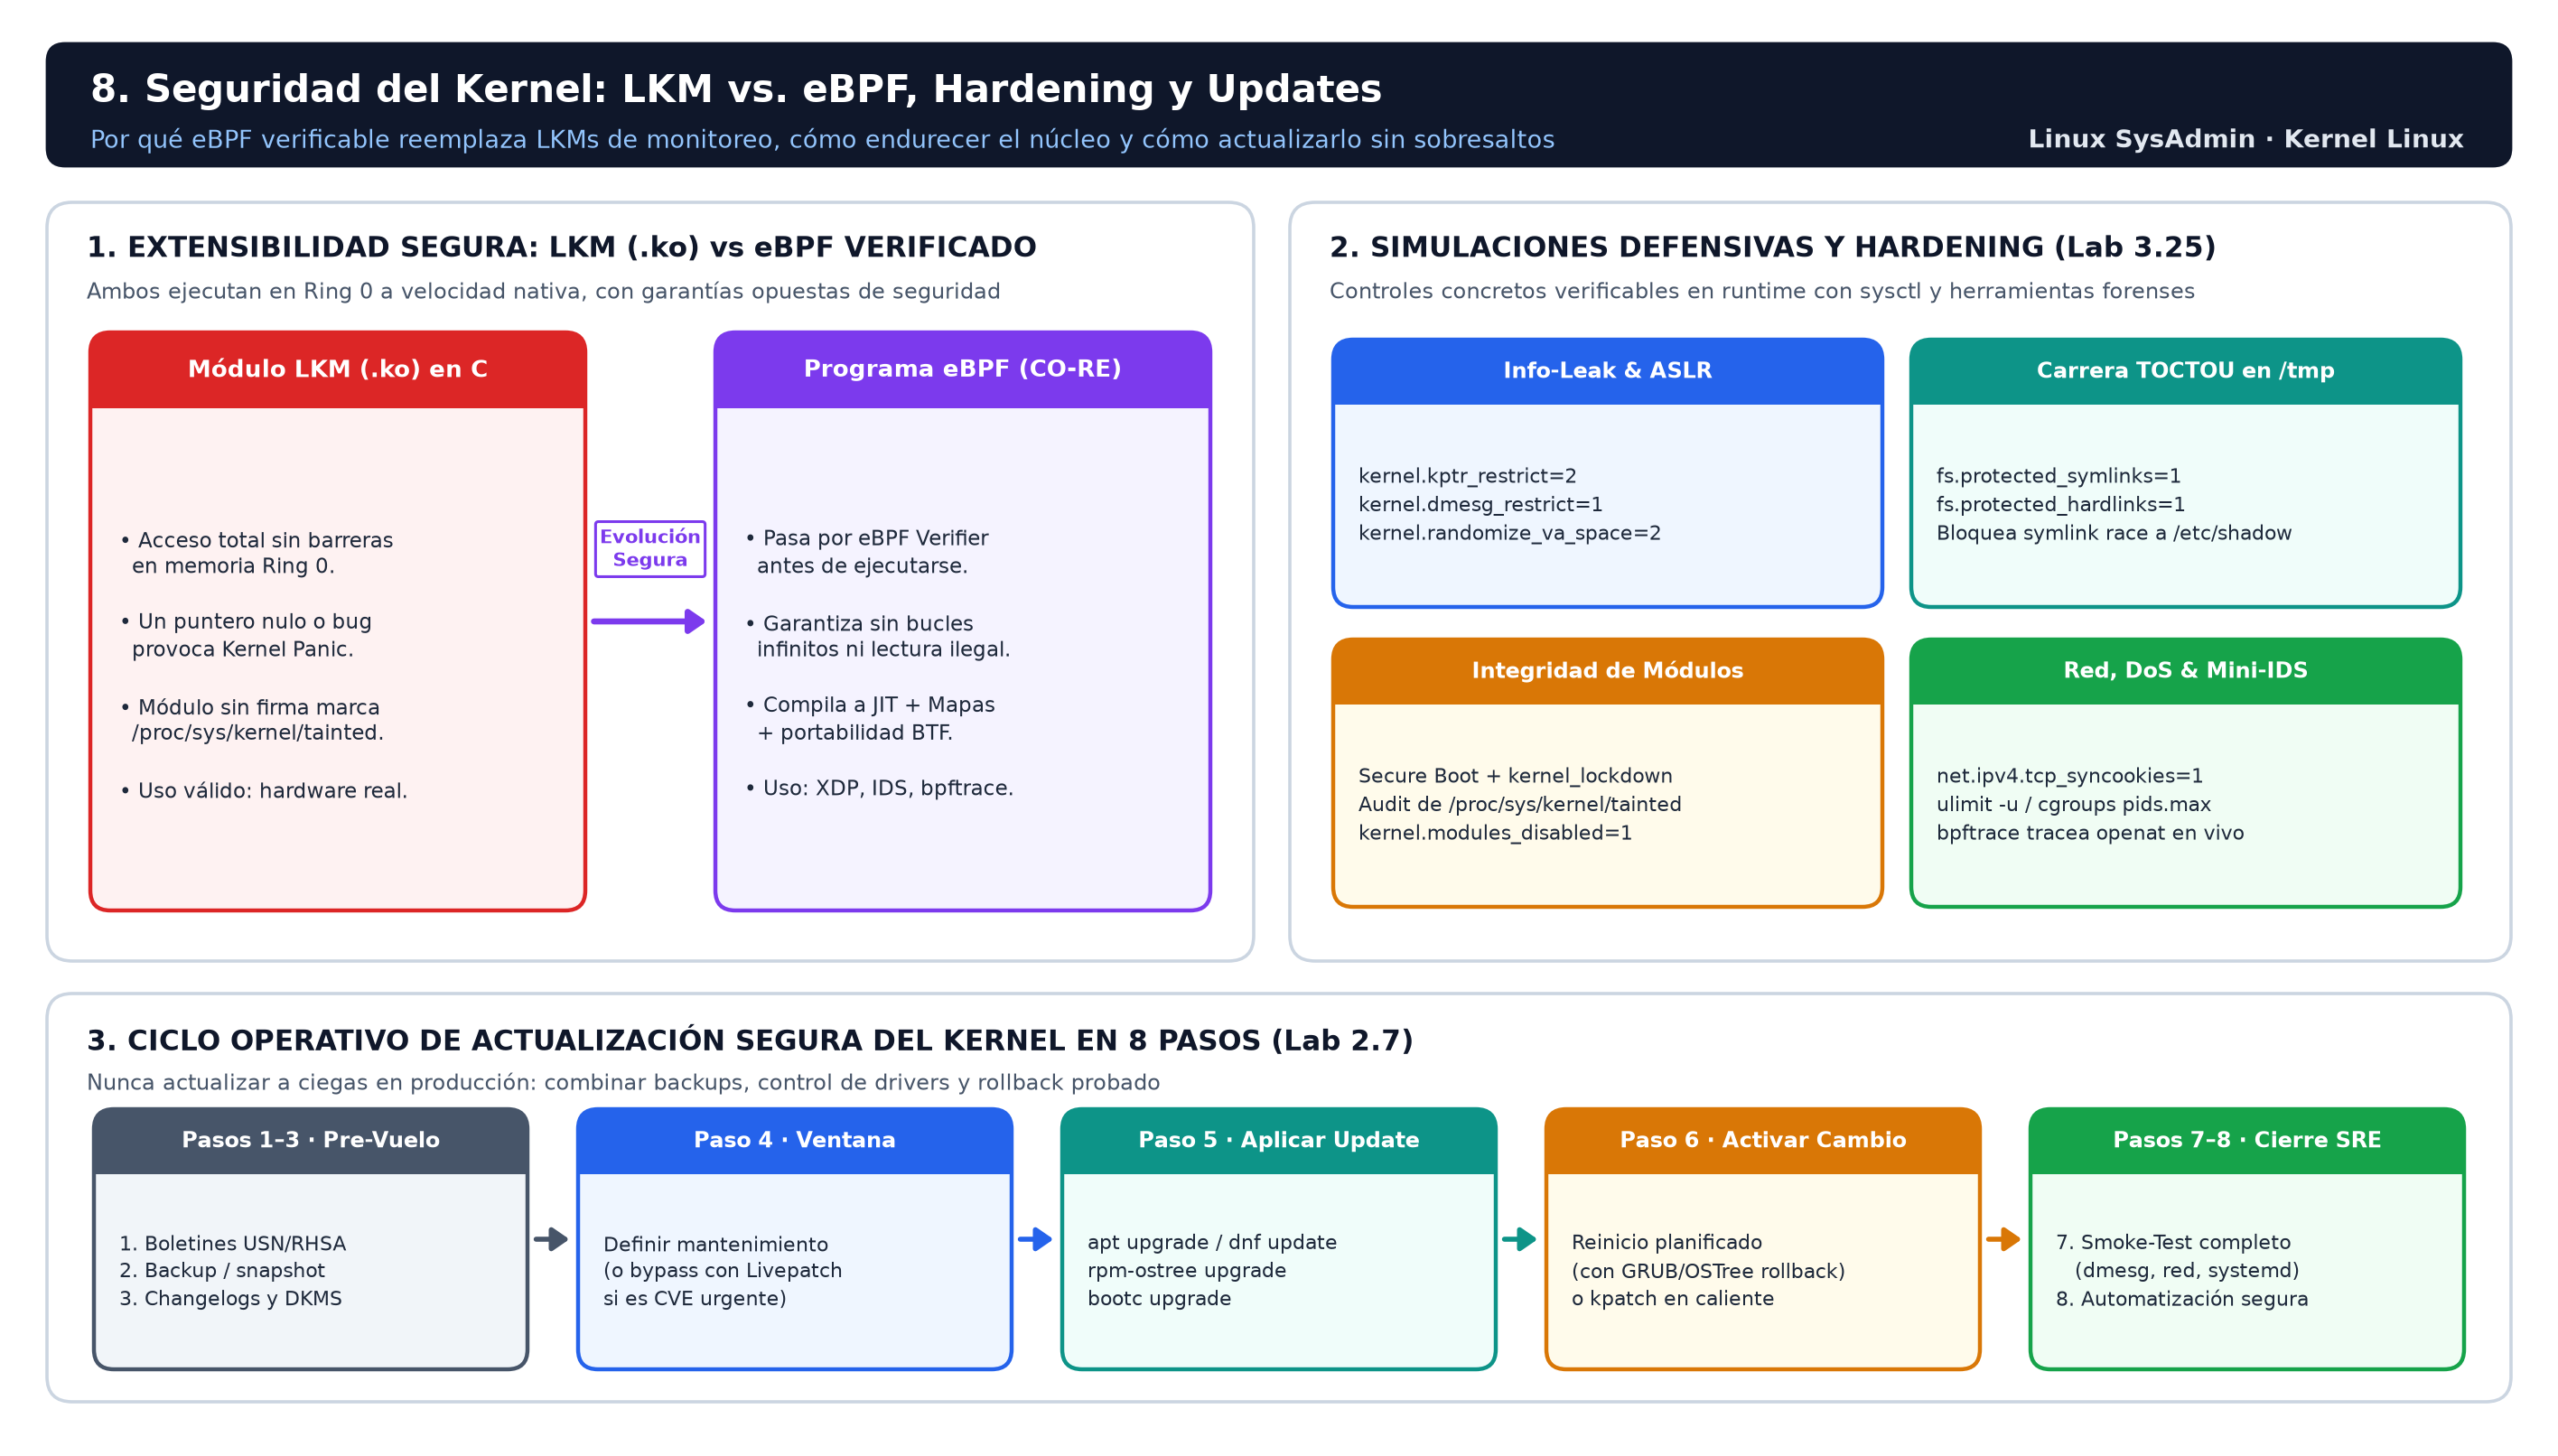 8. Seguridad del Kernel: LKM vs. eBPF, Hardening y Updates
Por qué eBPF verificable reemplaza LKMs de monitoreo, cómo endurecer el núcleo y cómo actualizarlo sin sobresaltos
Linux SysAdmin · Kernel Linux
1. EXTENSIBILIDAD SEGURA: LKM (.ko) vs eBPF VERIFICADO
Ambos ejecutan en Ring 0 a velocidad nativa, con garantías opuestas de seguridad
Módulo LKM (.ko) en C
• Acceso total sin barreras
en memoria Ring 0.
• Un puntero nulo o bug
provoca Kernel Panic.
• Módulo sin firma marca
/proc/sys/kernel/tainted.
• Uso válido: hardware real.
Evolución
Segura
Programa eBPF (CO-RE)
• Pasa por eBPF Verifier
antes de ejecutarse.
• Garantiza sin bucles
infinitos ni lectura ilegal.
• Compila a JIT + Mapas
+ portabilidad BTF.
• Uso: XDP, IDS, bpftrace.
2. SIMULACIONES DEFENSIVAS Y HARDENING (Lab 3.25)
Controles concretos verificables en runtime con sysctl y herramientas forenses
Info-Leak & ASLR
kernel.kptr_restrict=2
kernel.dmesg_restrict=1
kernel.randomize_va_space=2
Carrera TOCTOU en /tmp
fs.protected_symlinks=1
fs.protected_hardlinks=1
Bloquea symlink race a /etc/shadow
Integridad de Módulos
Secure Boot + kernel_lockdown
Audit de /proc/sys/kernel/tainted
kernel.modules_disabled=1
Red, DoS & Mini-IDS
net.ipv4.tcp_syncookies=1
ulimit -u / cgroups pids.max
bpftrace tracea openat en vivo
3. CICLO OPERATIVO DE ACTUALIZACIÓN SEGURA DEL KERNEL EN 8 PASOS (Lab 2.7)
Nunca actualizar a ciegas en producción: combinar backups, control de drivers y rollback probado
Pasos 1–3 · Pre-Vuelo
1. Boletines USN/RHSA
2. Backup / snapshot
3. Changelogs y DKMS
Paso 4 · Ventana
Definir mantenimiento
(o bypass con Livepatch
si es CVE urgente)
Paso 5 · Aplicar Update
apt upgrade / dnf update
rpm-ostree upgrade
bootc upgrade
Paso 6 · Activar Cambio
Reinicio planificado
(con GRUB/OSTree rollback)
o kpatch en caliente
Pasos 7–8 · Cierre SRE
7. Smoke-Test completo
(dmesg, red, systemd)
8. Automatización segura